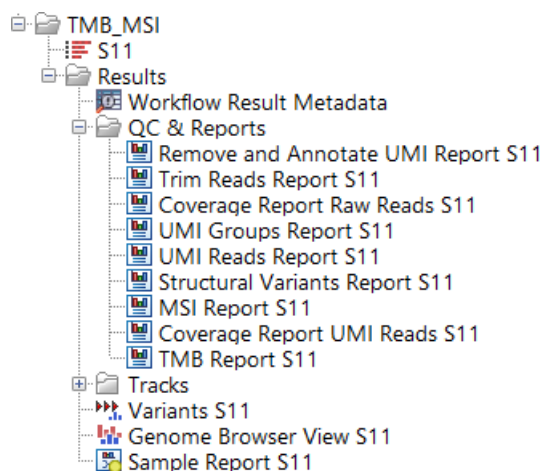 TMB_MSI
S11
Results
Workflow Result Metadata
QC & Reports
Remove and Annotate UMI Report S11
Trim Reads Report S11
Coverage Report Raw Reads S11
UMI Groups Report S11
UMI Reads Report S11
Structural Variants Report S11
MSI Report S11
Coverage Report UMI Reads S11
TMB Report S11
Tracks
Variants S11
Genome Browser View S11
Sample Report S11